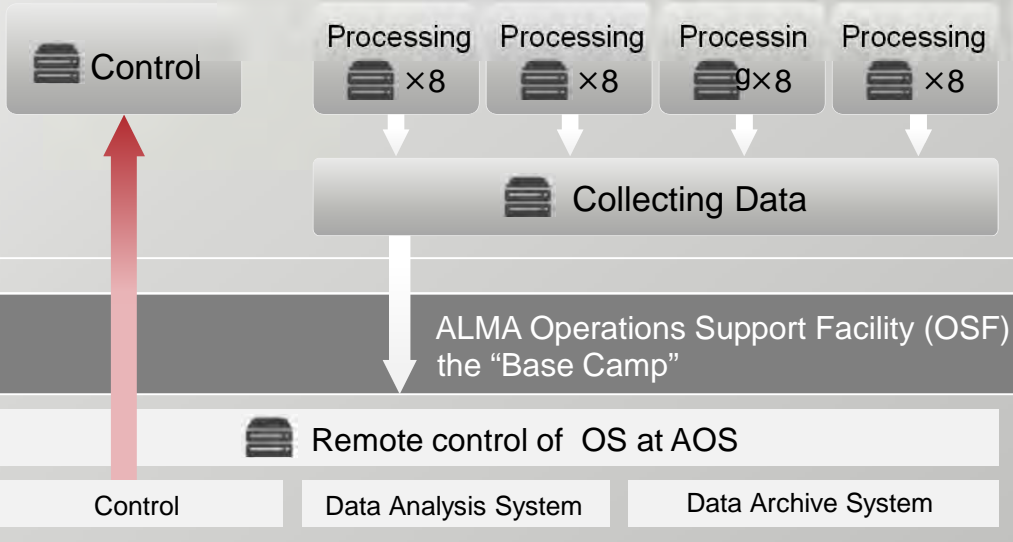 Control
Processing
×8
Processing
×8
Processin
g×8
Processing
×8
Collecting Data
ALMA Operations Support Facility (OSF)
the “Base Camp”
Remote control of OS at AOS
Control
Data Analysis System
Data Archive System